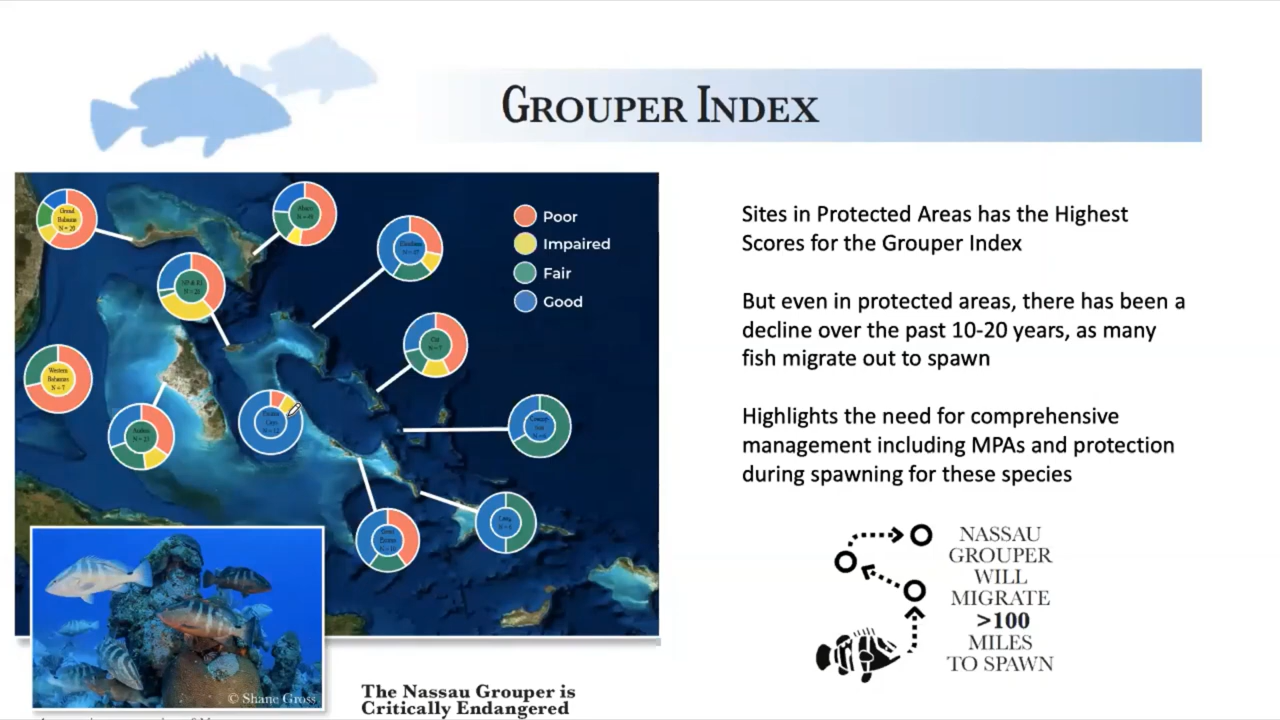 GROUPER INDEX
Poor
Impaired
Fair
Good
Grand
Bahama
Abaco
Western
Bahamas
N = 7
Sites in Protected Areas has the Highest
Scores for the Grouper Index
But even in protected areas, there has been a
decline over the past 10-20 years, as many
fish migrate out to spawn
Highlights the need for comprehensive
management including MPAs and protection
during spawning for these species
NASSAU
GROUPER
WILL
MIGRATE
>100
MILES
TO SPAWN
© Shane Gross
The Nassau Grouper is
Critically Endangered